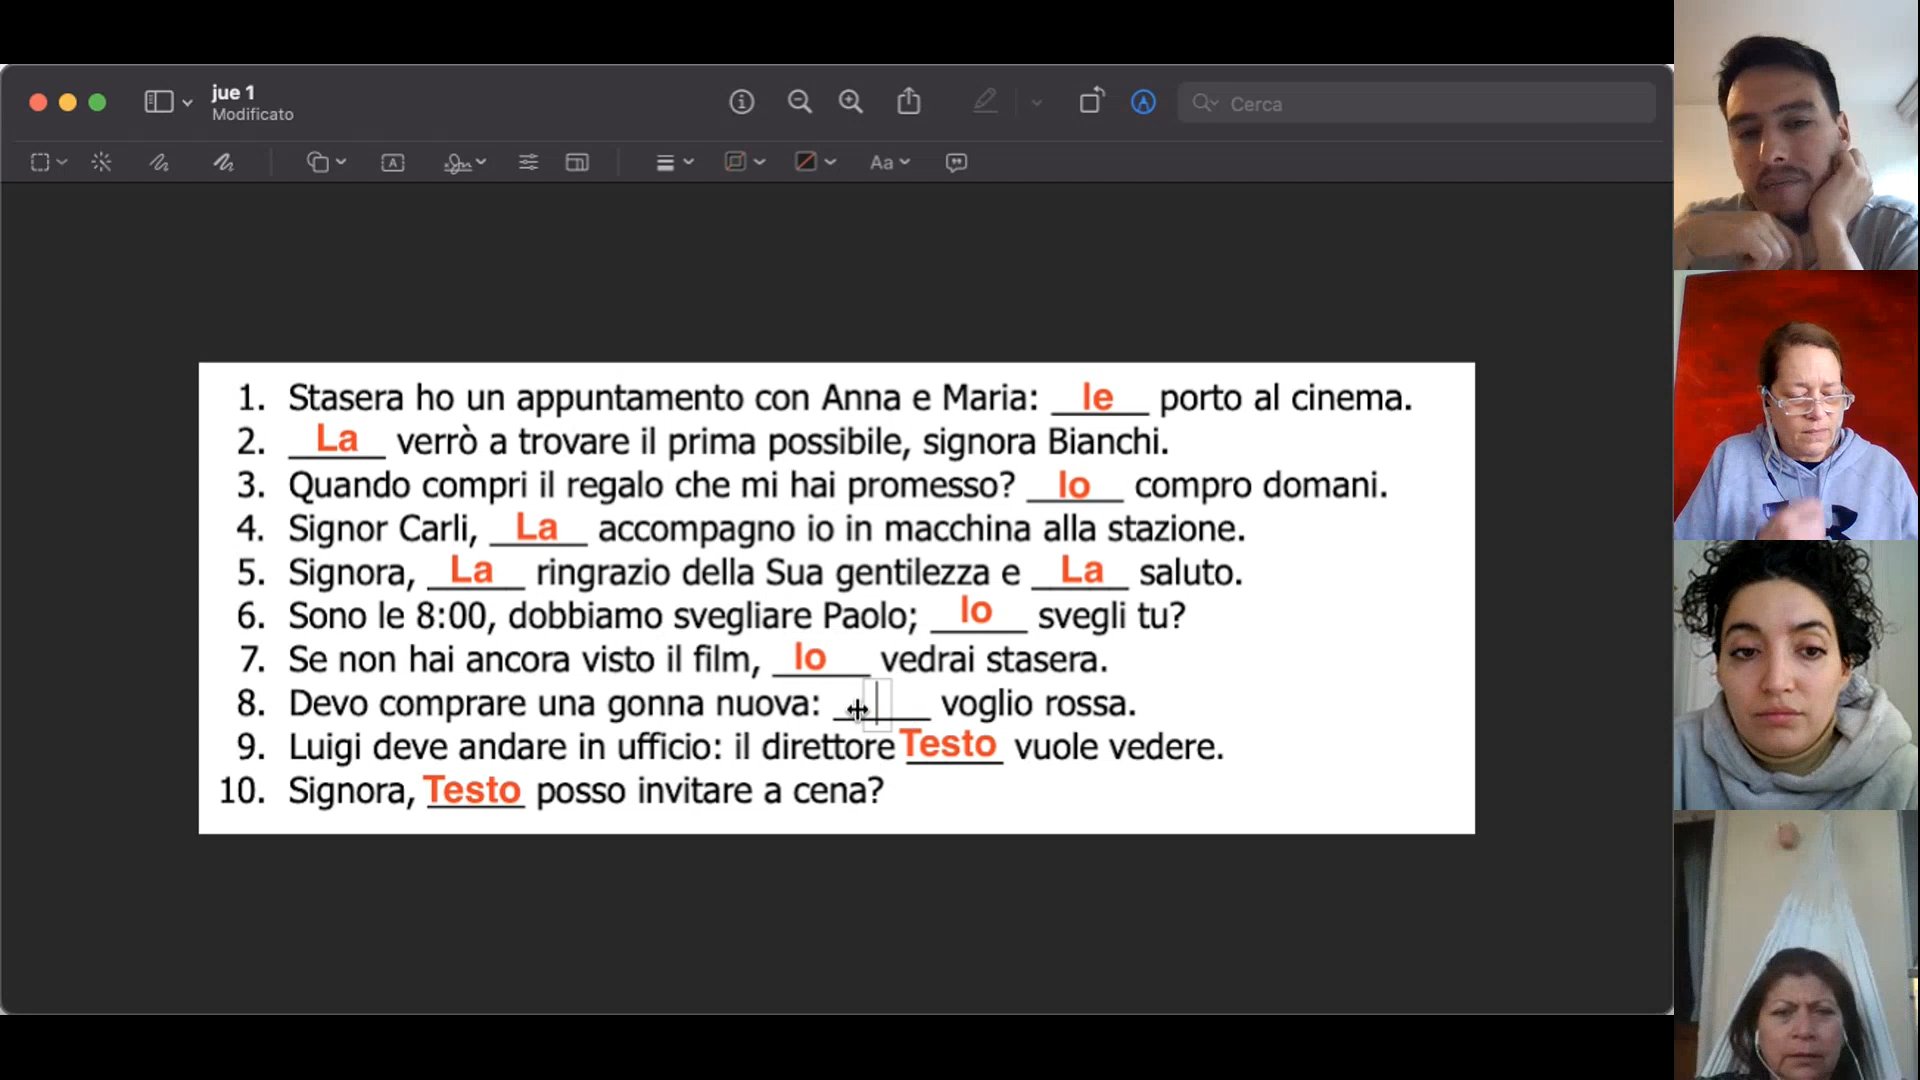 jue 1
Modificato
Cerca
Aa
1. Stasera ho un appuntamento con Anna e Maria: le porto al cinema.
2. La verrò a trovare il prima possibile, signora Bianchi.
3. Quando compri il regalo che mi hai promesso? lo compro domani.
4. Signor Carli, La accompagno io in macchina alla stazione.
5. Signora, La ringrazio della Sua gentilezza e La saluto.
6. Sono le 8:00, dobbiamo svegliare Paolo; lo svegli tu?
7. Se non hai ancora visto il film, lo vedrai stasera.
8. Devo comprare una gonna nuova: ______ voglio rossa.
9. Luigi deve andare in ufficio: il direttore Testo vuole vedere.
10. Signora, Testo posso invitare a cena?